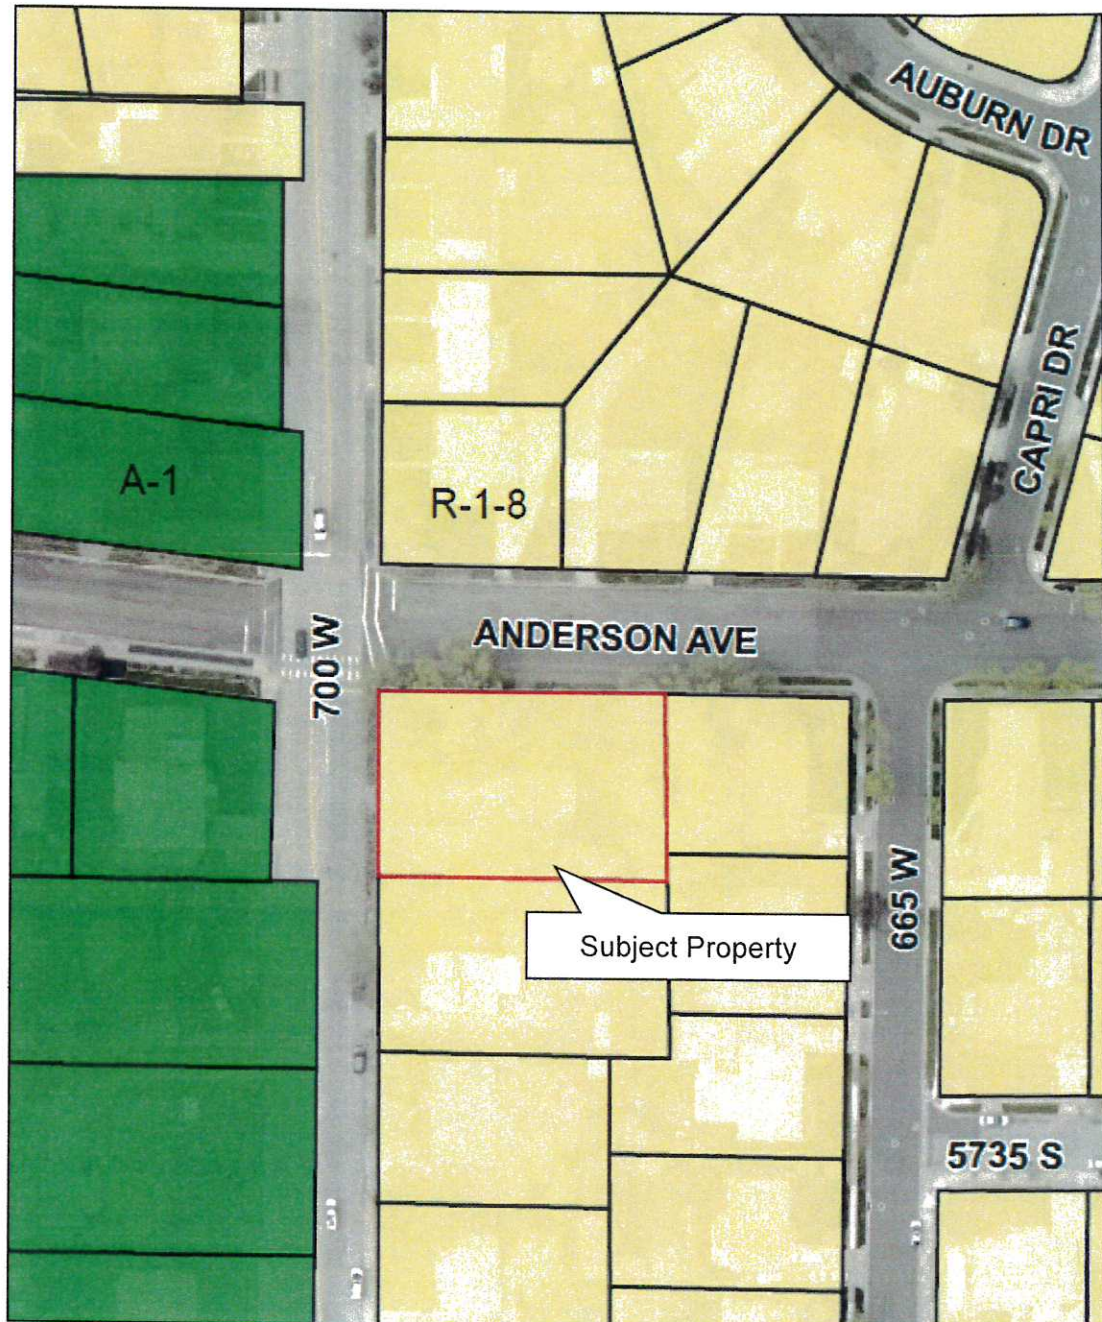 AUBURN DR
CAPRI DR
A-1
R-1-8
ANDERSON AVE
700 W
665 W
Subject Property
5735 S